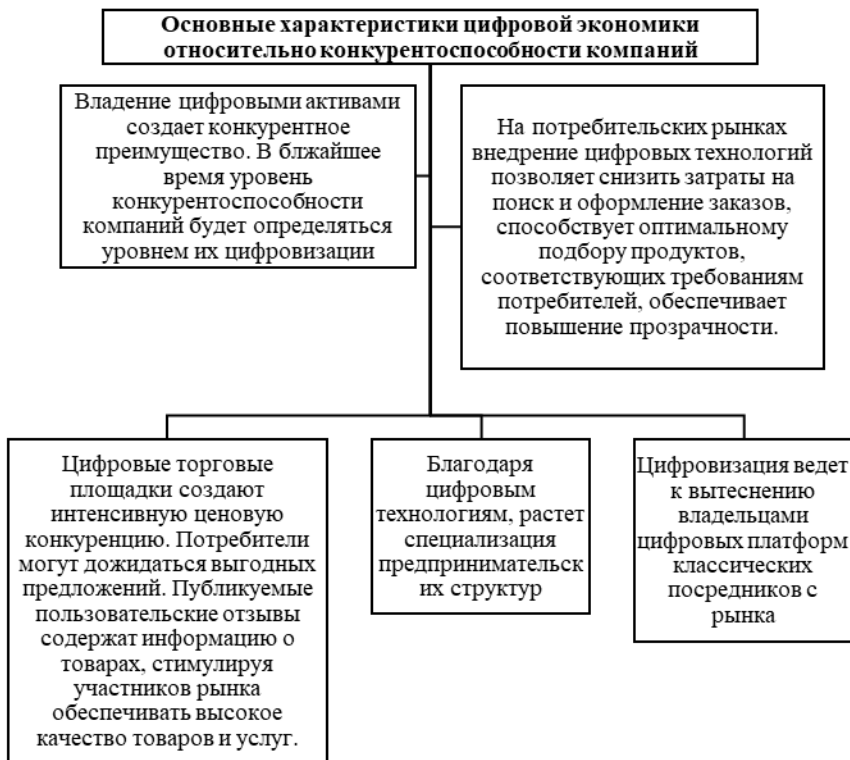 Основные характеристики цифровой экономики
относительно конкурентоспособности компаний
Владение цифровыми активами
создает конкурентное
преимущество. В блжайшее
время уровень
конкурентоспособности
компаний будет определяться
уровнем их цифровизации
На потребительских рынках
внедрение цифровых технологий
позволяет снизить затраты на
поиск и оформление заказов,
способствует оптимальному
подбору продуктов,
соответствующих требованиям
потребителей, обеспечивает
повышение прозрачности.
Цифровые торговые
площадки создают
интенсивную ценовую
конкуренцию. Потребители
могут дожидаться выгодных
предложений. Публикуемые
пользовательские отзывы
содержат информацию о
товарах, стимулируя
участников рынка
обеспечивать высокое
качество товаров и услуг.
Благодаря
цифровым
технологиям, растет
специализация
предпринимательск
их структур
Цифровизация ведет
к вытеснению
владельцами
цифровых платформ
классических
посредников с
рынка